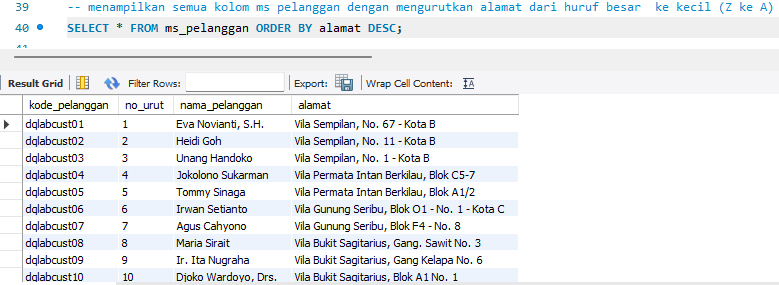 39 -- menampilkan semua kolom ms pelanggan dengan mengurutkan alamat dari huruf besar  ke kecil (Z ke A)
40 SELECT * FROM ms_pelanggan ORDER BY alamat DESC;
41
Result Grid Filter Rows: Export: Wrap Cell Content:
kode_pelanggan no_urut nama_pelanggan alamat
dqlabcust01 1 Eva Novianti, S.H. Vila Sempilan, No. 67 - Kota B
dqlabcust02 2 Heidi Goh Vila Sempilan, No. 11 - Kota B
dqlabcust03 3 Unang Handoko Vila Sempilan, No. 1 - Kota B
dqlabcust04 4 Jokolono Sukarman Vila Permata Intan Berkilau, Blok C5-7
dqlabcust05 5 Tommy Sinaga Vila Permata Intan Berkilau, Blok A1/2
dqlabcust06 6 Irwan Setianto Vila Gunung Seribu, Blok O1 - No. 1 - Kota C
dqlabcust07 7 Agus Cahyono Vila Gunung Seribu, Blok F4 - No. 8
dqlabcust08 8 Maria Sirait Vila Bukit Sagitarius, Gang. Sawit No. 3
dqlabcust09 9 Ir. Ita Nugraha Vila Bukit Sagitarius, Gang Kelapa No. 6
dqlabcust10 10 Djoko Wardoyo, Drs. Vila Bukit Sagitarius, Blok A1 No. 1